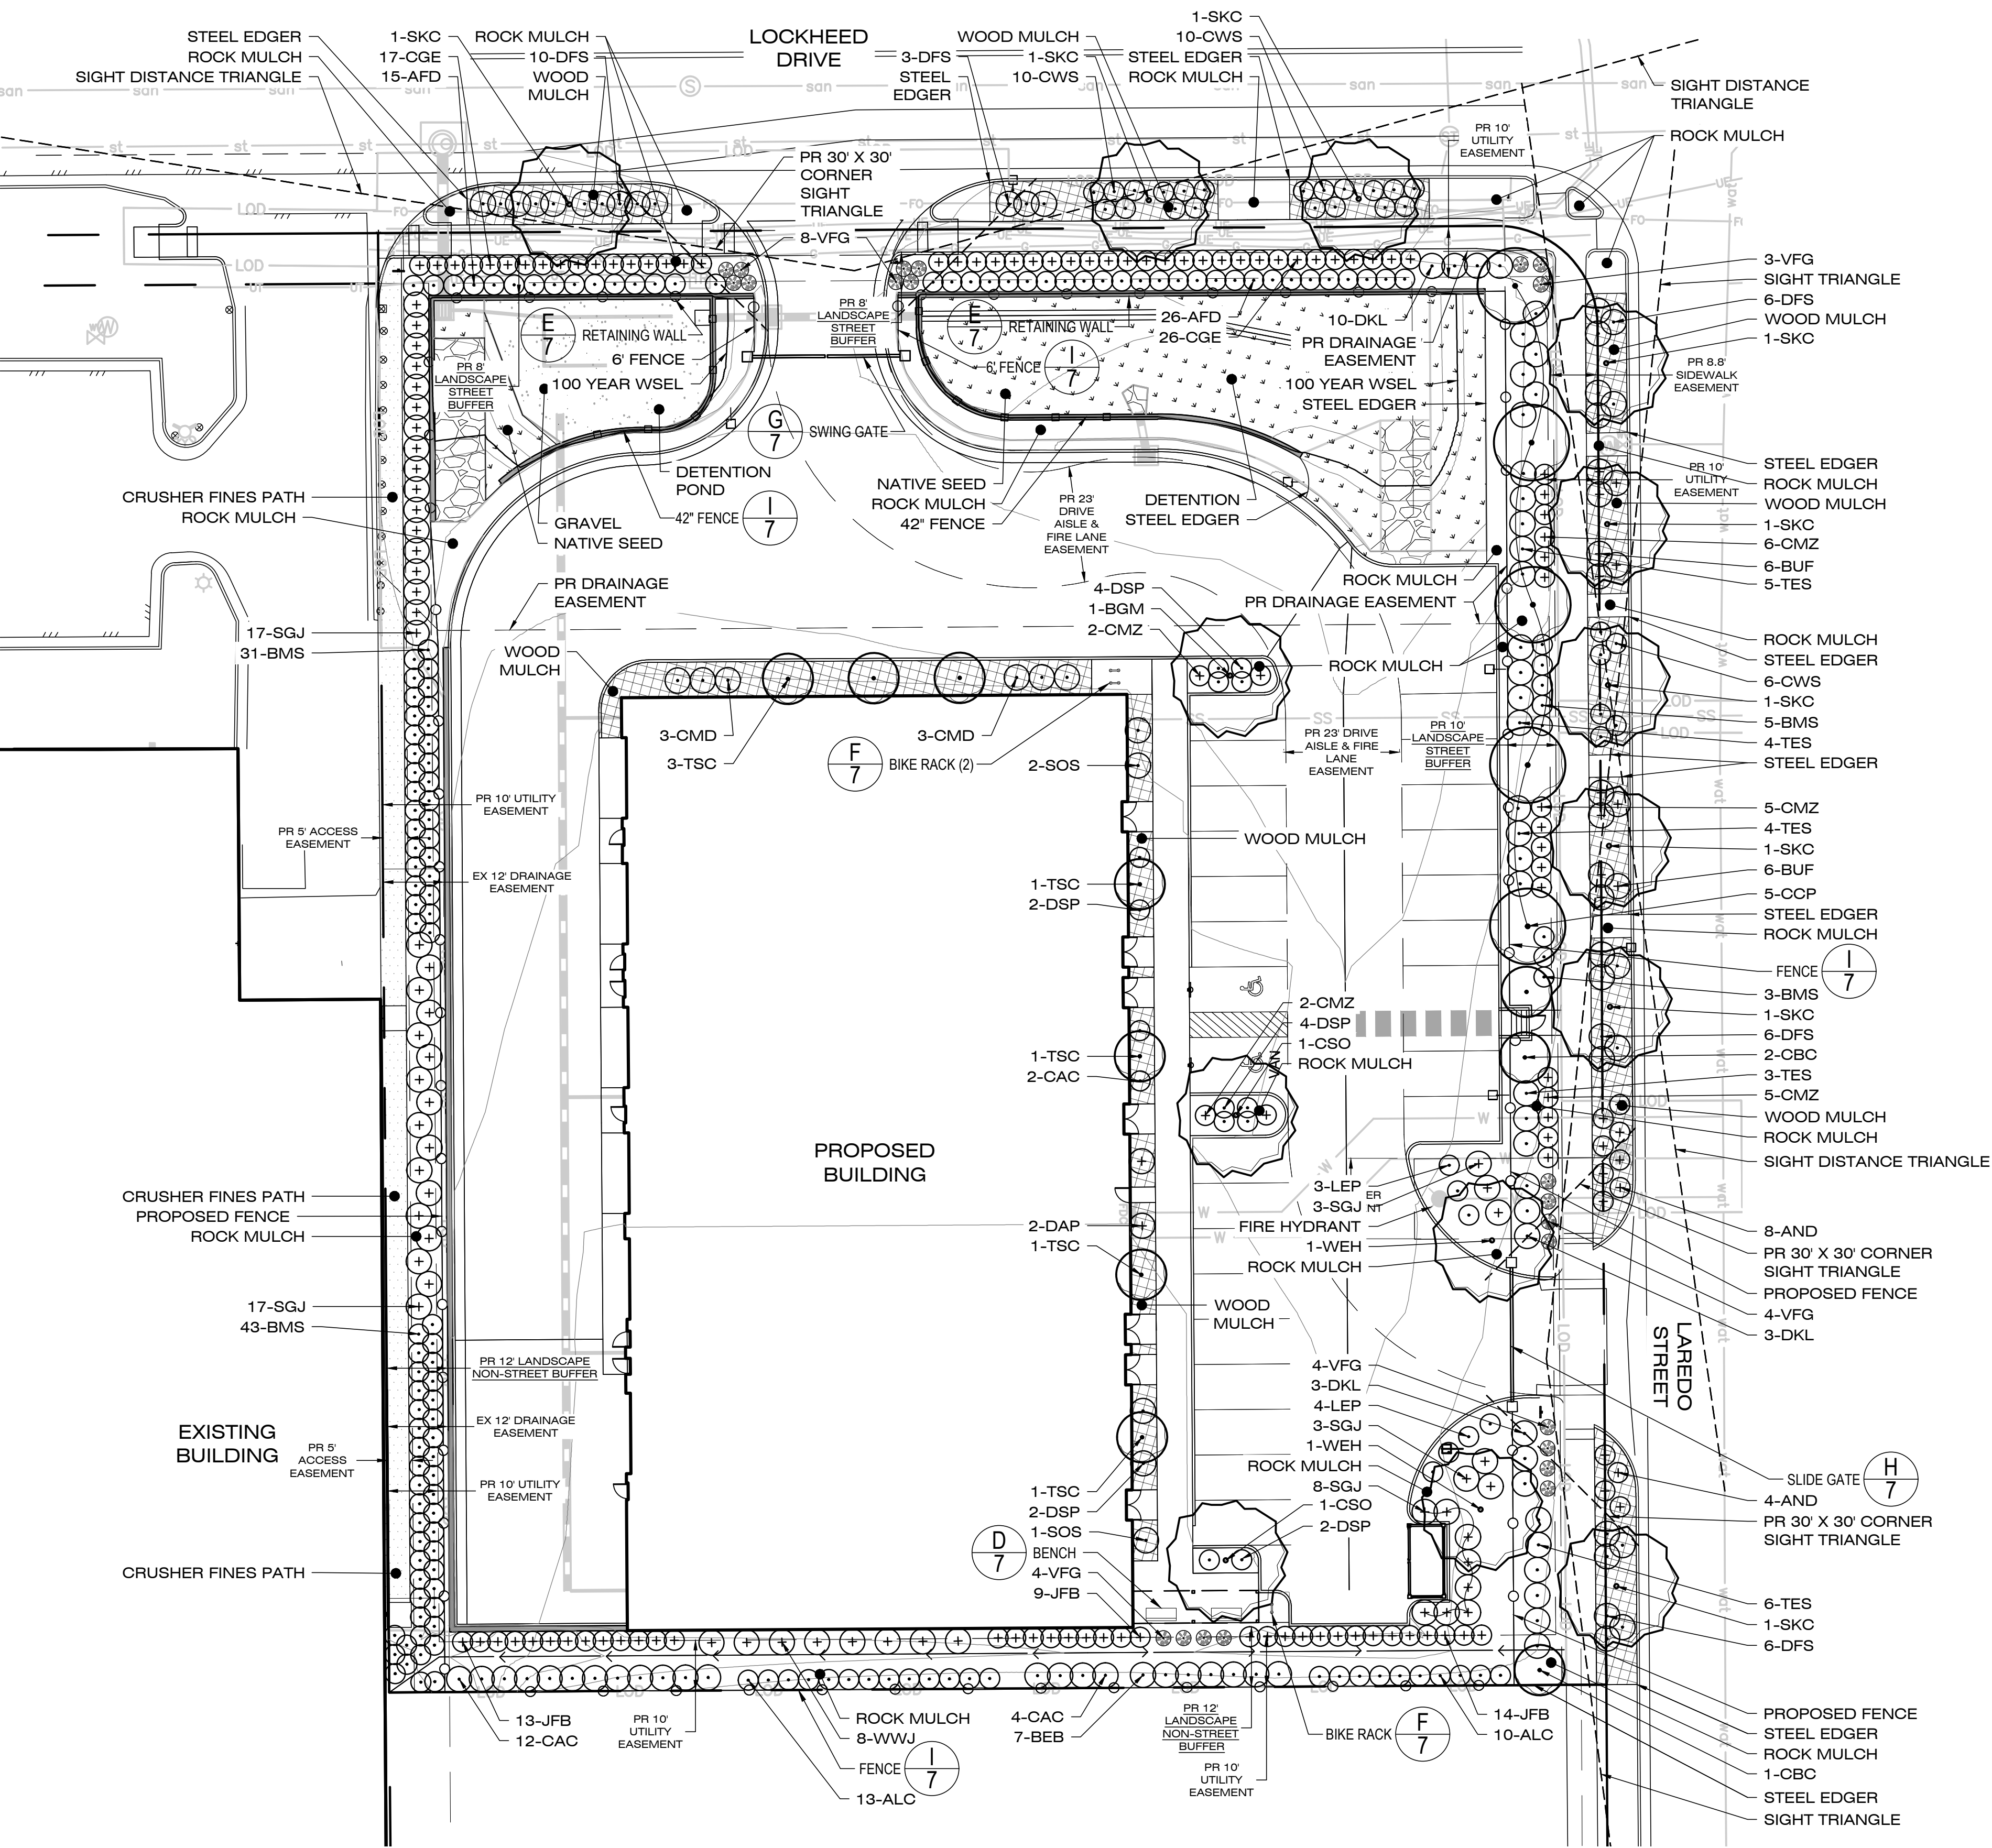 STEEL EDGER
ROCK MULCH
SIGHT DISTANCE TRIANGLE
1-SKC
17-CGE
15-AFD
ROCK MULCH
10-DFS
WOOD
MULCH
LOCKHEED
DRIVE
3-DFS
STEEL
EDGER
WOOD MULCH
1-SKC
10-CWS
1-SKC
10-CWS
STEEL EDGER
ROCK MULCH
SIGHT DISTANCE
TRIANGLE
ROCK MULCH
PR 10'
UTILITY
EASEMENT
PR 30' X 30'
CORNER
SIGHT
TRIANGLE
8-VFG
3-VFG
SIGHT TRIANGLE
6-DFS
WOOD MULCH
1-SKC
PR 8.8'
SIDEWALK
EASEMENT
E
7
RETAINING WALL
6' FENCE
100 YEAR WSEL
PR 8'
LANDSCAPE
STREET
BUFFER
PR 8'
LANDSCAPE
STREET
BUFFER
E
7
RETAINING WALL
6' FENCE
I
7
26-AFD
26-CGE
10-DKL
PR DRAINAGE
EASEMENT
100 YEAR WSEL
STEEL EDGER
G
7
SWING GATE
DETENTION
POND
42" FENCE
I
7
GRAVEL
NATIVE SEED
CRUSHER FINES PATH
ROCK MULCH
NATIVE SEED
ROCK MULCH
42" FENCE
PR 23'
DRIVE
AISLE &
FIRE LANE
EASEMENT
DETENTION
STEEL EDGER
PR 10'
UTILITY
EASEMENT
STEEL EDGER
ROCK MULCH
WOOD MULCH
1-SKC
6-CMZ
6-BUF
5-TES
PR DRAINAGE
EASEMENT
4-DSP
1-BGM
2-CMZ
ROCK MULCH
PR DRAINAGE EASEMENT
ROCK MULCH
17-SGJ
31-BMS
WOOD
MULCH
ROCK MULCH
STEEL EDGER
6-CWS
1-SKC
5-BMS
4-TES
STEEL EDGER
3-CMD
3-TSC
F
7
BIKE RACK (2)
3-CMD
2-SOS
PR 23' DRIVE
AISLE & FIRE
LANE
EASEMENT
PR 10'
LANDSCAPE
STREET
BUFFER
PR 10' UTILITY
EASEMENT
PR 5' ACCESS
EASEMENT
EX 12' DRAINAGE
EASEMENT
WOOD MULCH
1-TSC
2-DSP
5-CMZ
4-TES
1-SKC
6-BUF
5-CCP
STEEL EDGER
ROCK MULCH
FENCE
I
7
3-BMS
1-SKC
6-DFS
2-CBC
3-TES
5-CMZ
WOOD MULCH
ROCK MULCH
SIGHT DISTANCE TRIANGLE
2-CMZ
4-DSP
1-CSO
ROCK MULCH
VAN
1-TSC
2-CAC
PROPOSED
BUILDING
CRUSHER FINES PATH
PROPOSED FENCE
ROCK MULCH
2-DAP
1-TSC
3-LEP
3-SGJ
FIRE HYDRANT
1-WEH
ROCK MULCH
8-AND
PR 30' X 30' CORNER
SIGHT TRIANGLE
PROPOSED FENCE
4-VFG
3-DKL
LAREDO
STREET
17-SGJ
43-BMS
WOOD
MULCH
PR 12' LANDSCAPE
NON-STREET BUFFER
4-VFG
3-DKL
4-LEP
3-SGJ
1-WEH
ROCK MULCH
8-SGJ
1-CSO
2-DSP
EXISTING
BUILDING
PR 5'
ACCESS
EASEMENT
EX 12' DRAINAGE
EASEMENT
PR 10' UTILITY
EASEMENT
1-TSC
2-DSP
1-SOS
D
7
BENCH
4-VFG
9-JFB
SLIDE GATE
H
7
4-AND
PR 30' X 30' CORNER
SIGHT TRIANGLE
CRUSHER FINES PATH
6-TES
1-SKC
6-DFS
13-JFB
12-CAC
PR 10'
UTILITY
EASEMENT
ROCK MULCH
8-WWJ
FENCE
I
7
13-ALC
4-CAC
7-BEB
PR 12'
LANDSCAPE
NON-STREET
BUFFER
PR 10'
UTILITY
EASEMENT
BIKE RACK
F
7
14-JFB
10-ALC
PROPOSED FENCE
STEEL EDGER
ROCK MULCH
1-CBC
STEEL EDGER
SIGHT TRIANGLE